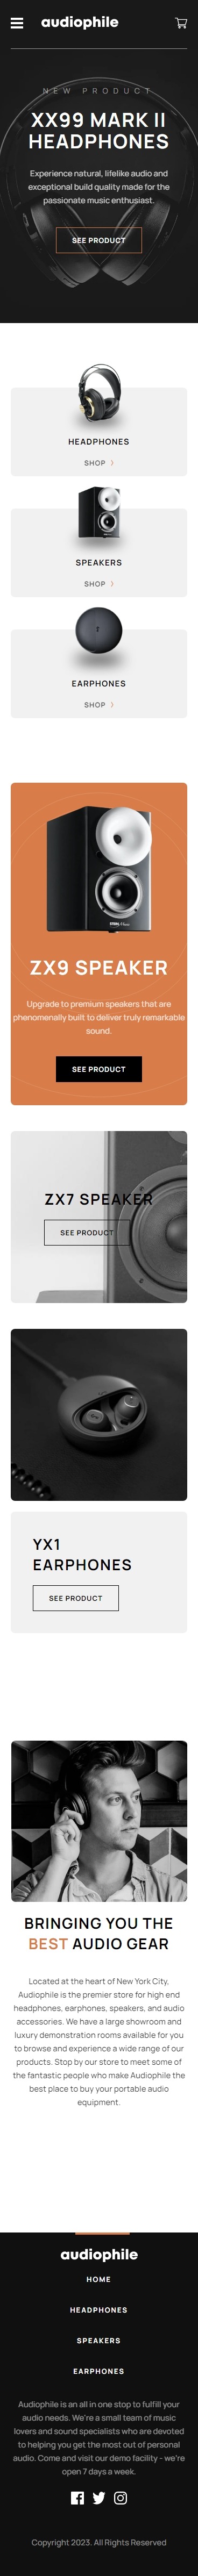 audiophile
NEW PRODUCT
XX99 MARK II
HEADPHONES
Experience natural, lifelike audio and
exceptional build quality made for the
passionate music enthusiast.
SEE PRODUCT
HEADPHONES
SHOP
SPEAKERS
SHOP
EARPHONES
SHOP
ZX9 SPEAKER
Upgrade to premium speakers that are
phenomenally built to deliver truly remarkable
sound.
SEE PRODUCT
ZX7 SPEAKER
SEE PRODUCT
YX1
EARPHONES
SEE PRODUCT
BRINGING YOU THE
BEST AUDIO GEAR
Located at the heart of New York City,
Audiophile is the premier store for high end
headphones, earphones, speakers, and audio
accessories. We have a large showroom and
luxury demonstration rooms available for you
to browse and experience a wide range of our
products. Stop by our store to meet some of
the fantastic people who make Audiophile the
best place to buy your portable audio
equipment.
audiophile
HOME
HEADPHONES
SPEAKERS
EARPHONES
Audiophile is an all in one stop to fulfill your
audio needs. We're a small team of music
lovers and sound specialists who are devoted
to helping you get the most out of personal
audio. Come and visit our demo facility - we're
open 7 days a week.
Copyright 2023. All Rights Reserved